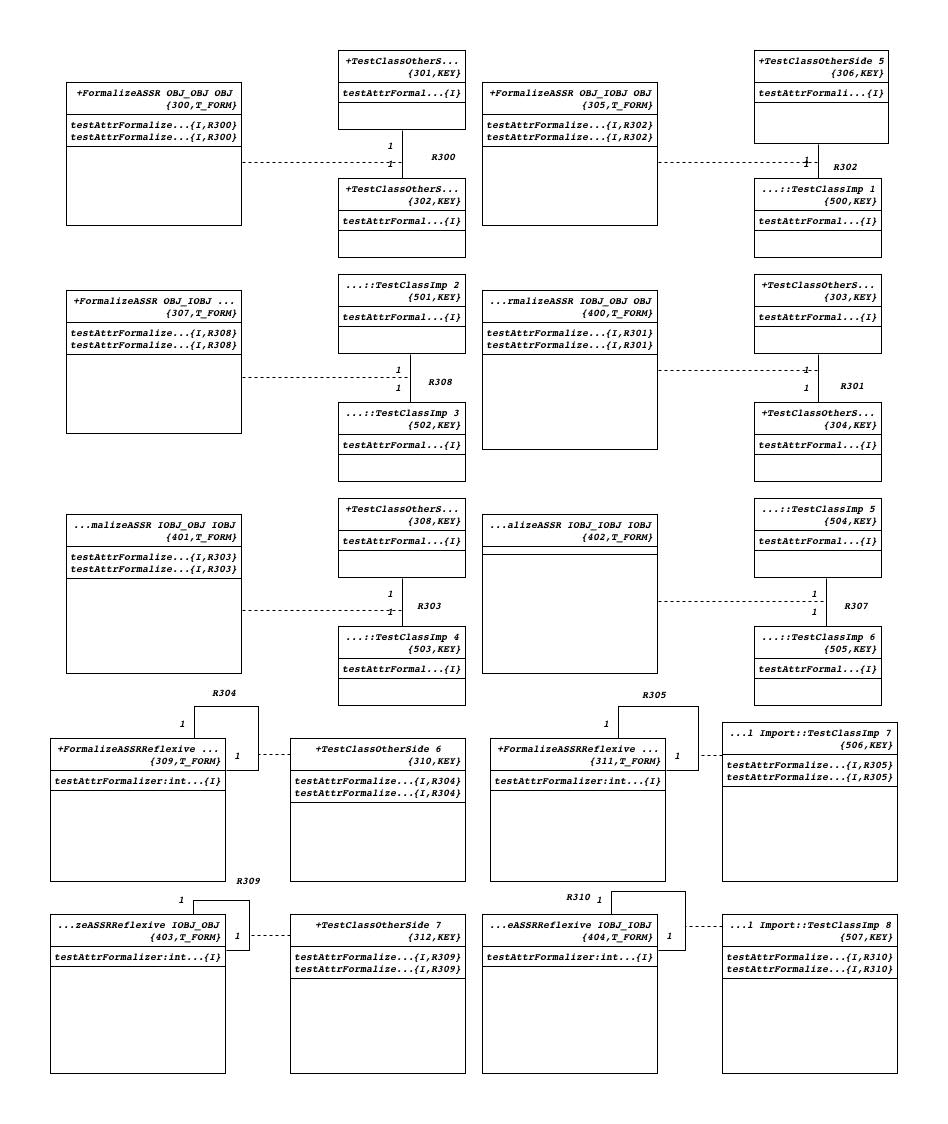 +TestClassOtherS...
{301,KEY}
testAttrFormal...{I}
+FormalizeASSR OBJ_OBJ OBJ
{300,T_FORM}
testAttrFormalize...{I,R300}
testAttrFormalize...{I,R300}
1
R300
1
+TestClassOtherS...
{302,KEY}
testAttrFormal...{I}
+TestClassOtherSide 5
{306,KEY}
testAttrFormali...{I}
+FormalizeASSR OBJ_IOBJ OBJ
{305,T_FORM}
testAttrFormalize...{I,R302}
testAttrFormalize...{I,R302}
1
1
R302
...::TestClassImp 1
{500,KEY}
testAttrFormal...{I}
...::TestClassImp 2
{501,KEY}
testAttrFormal...{I}
+FormalizeASSR OBJ_IOBJ ...
{307,T_FORM}
testAttrFormalize...{I,R308}
testAttrFormalize...{I,R308}
1
R308
1
...::TestClassImp 3
{502,KEY}
testAttrFormal...{I}
+TestClassOtherS...
{303,KEY}
testAttrFormal...{I}
...rmalizeASSR IOBJ_OBJ OBJ
{400,T_FORM}
testAttrFormalize...{I,R301}
testAttrFormalize...{I,R301}
1
R301
1
+TestClassOtherS...
{304,KEY}
testAttrFormal...{I}
+TestClassOtherS...
{308,KEY}
testAttrFormal...{I}
...malizeASSR IOBJ_OBJ IOBJ
{401,T_FORM}
testAttrFormalize...{I,R303}
testAttrFormalize...{I,R303}
1
R303
1
...::TestClassImp 4
{503,KEY}
testAttrFormal...{I}
...::TestClassImp 5
{504,KEY}
testAttrFormal...{I}
...alizeASSR IOBJ_IOBJ IOBJ
{402,T_FORM}
1
R307
1
...::TestClassImp 6
{505,KEY}
testAttrFormal...{I}
R304
1
+FormalizeASSRReflexive ...
{309,T_FORM}
testAttrFormalizer:int...{I}
1
+TestClassOtherSide 6
{310,KEY}
testAttrFormalize...{I,R304}
testAttrFormalize...{I,R304}
R305
1
+FormalizeASSRReflexive ...
{311,T_FORM}
testAttrFormalizer:int...{I}
1
...l Import::TestClassImp 7
{506,KEY}
testAttrFormalize...{I,R305}
testAttrFormalize...{I,R305}
R309
1
...zeASSRReflexive IOBJ_OBJ
{403,T_FORM}
testAttrFormalizer:int...{I}
1
+TestClassOtherSide 7
{312,KEY}
testAttrFormalize...{I,R309}
testAttrFormalize...{I,R309}
R310
1
...eASSRReflexive IOBJ_IOBJ
{404,T_FORM}
testAttrFormalizer:int...{I}
1
...l Import::TestClassImp 8
{507,KEY}
testAttrFormalize...{I,R310}
testAttrFormalize...{I,R310}